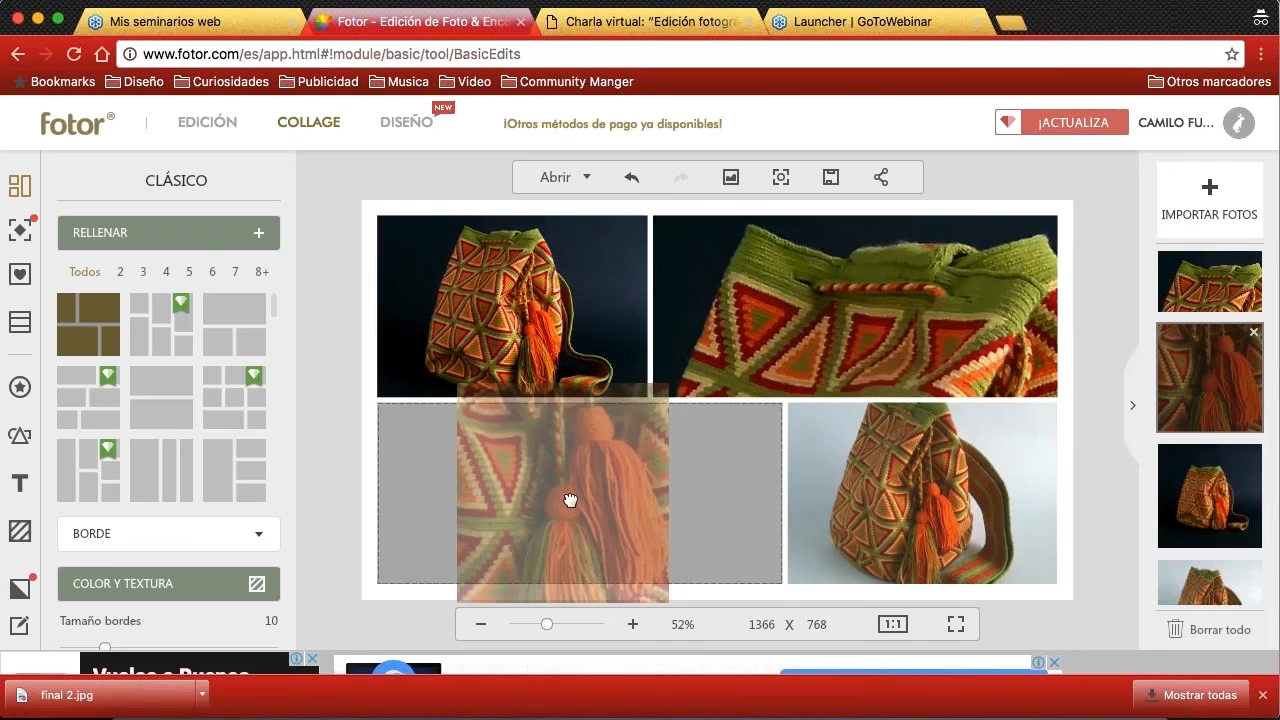 Mis seminarios web
Fotor - Edición de Foto & Enco
Charla virtual: “Edición fotogr
Launcher | GoToWebinar
www.fotor.com/es/app.html#!module/basic/tool/BasicEdits
Bookmarks Diseño Curiosidades Publicidad Musica Video Community Manger Otros marcadores
fotor® EDICIÓN COLLAGE DISEÑO NEW ¡Otros métodos de pago ya disponibles! ¡ACTUALIZA CAMILO FU...
CLÁSICO
Abrir
IMPORTAR FOTOS
RELLENAR +
Todos 2 3 4 5 6 7 8+
BORDE
COLOR Y TEXTURA
Tamaño bordes 10
52% 1366 X 768 1:1
Borrar todo
final 2.jpg
Mostrar todas